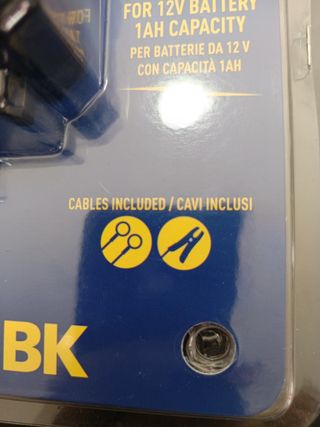 FOR 12V BATTERY
1AH CAPACITY
PER BATTERIE DA 12 V
CON CAPACITÀ 1AH
CABLES INCLUDED / CAVI INCLUSI
BK